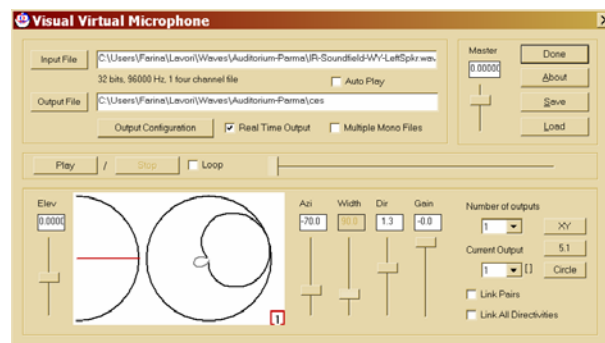 Visual Virtual Microphone
Input File
C:\Users\Farina\Lavori\Waves\Auditorium-Parma\IR-Soundfield-WY-LeftSpkr.wav
32 bits, 96000 Hz, 1 four channel file
Auto Play
Output File
C:\Users\Farina\Lavori\Waves\Auditorium-Parma\ces
Output Configuration
Real Time Output
Multiple Mono Files
Master
0.00000
Done
About
Save
Load
Play
/
Stop
Loop
Elev
0.0000
1
Azi
-70.0
Width
90.0
Dir
1.3
Gain
-0.0
Number of outputs
1
XY
Current Output
5.1
1
[]
Circle
Link Pairs
Link All Directivities